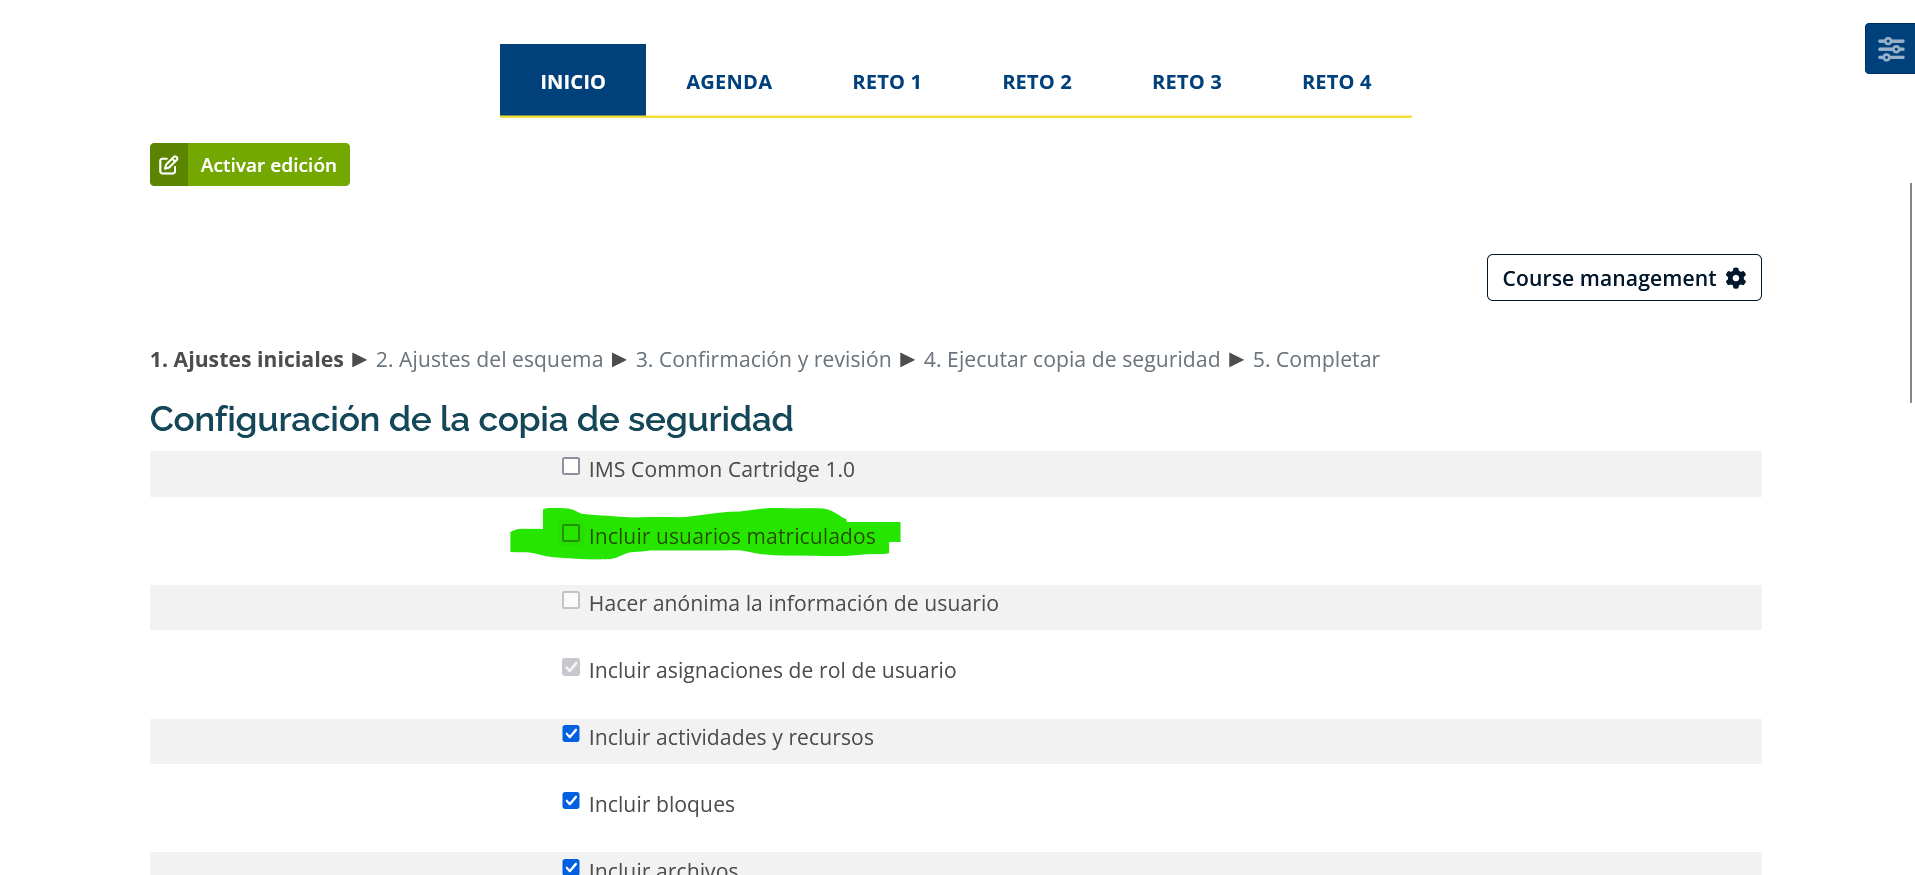 INICIO AGENDA RETO 1 RETO 2 RETO 3 RETO 4
Activar edición
Course management
1. Ajustes iniciales ► 2. Ajustes del esquema ► 3. Confirmación y revisión ► 4. Ejecutar copia de seguridad ► 5. Completar
Configuración de la copia de seguridad
IMS Common Cartridge 1.0
Incluir usuarios matriculados
Hacer anónima la información de usuario
Incluir asignaciones de rol de usuario
Incluir actividades y recursos
Incluir bloques
Incluir archivos